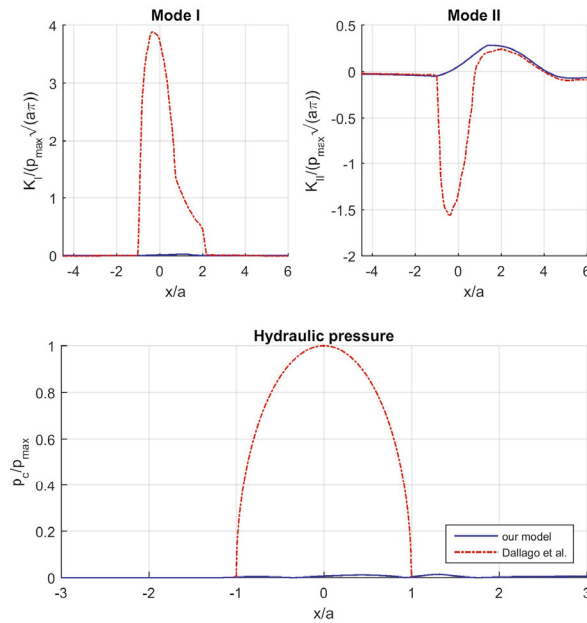 Mode I
K_I/(p_max√(aπ))
4
3
2
1
0
-4 -2 0 2 4 6
x/a
Mode II
K_II/(p_max√(aπ))
0.5
0
-0.5
-1
-1.5
-2
-4 -2 0 2 4 6
x/a
Hydraulic pressure
p_c/p_max
1
0.8
0.6
0.4
0.2
0
-3 -2 -1 0 1 2 3
x/a
our model
Dallago et al.